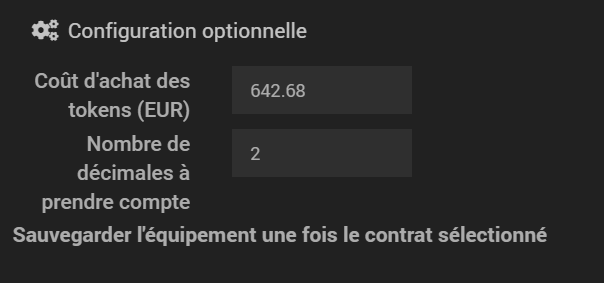 Configuration optionnelle
Coût d'achat des
tokens (EUR)
642.68
Nombre de
décimales à
prendre compte
2
Sauvegarder l'équipement une fois le contrat sélectionné